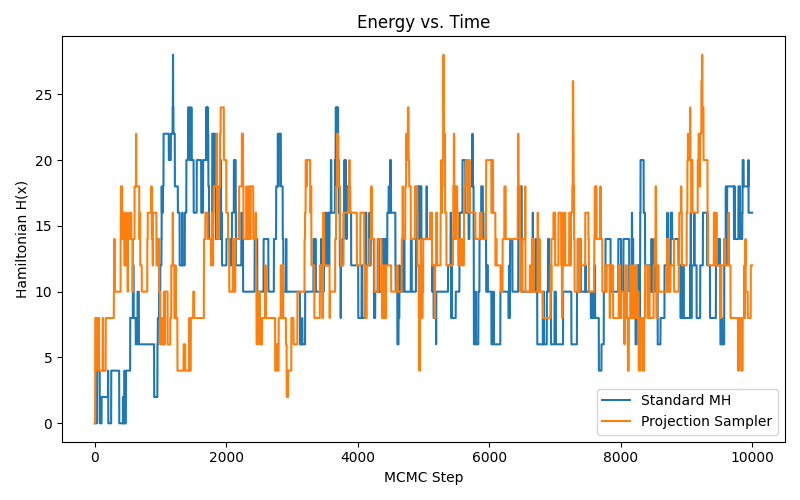 Energy vs. Time
Hamiltonian H(x)
25
20
15
10
5
0
0 2000 4000 6000 8000 10000
MCMC Step
Standard MH
Projection Sampler